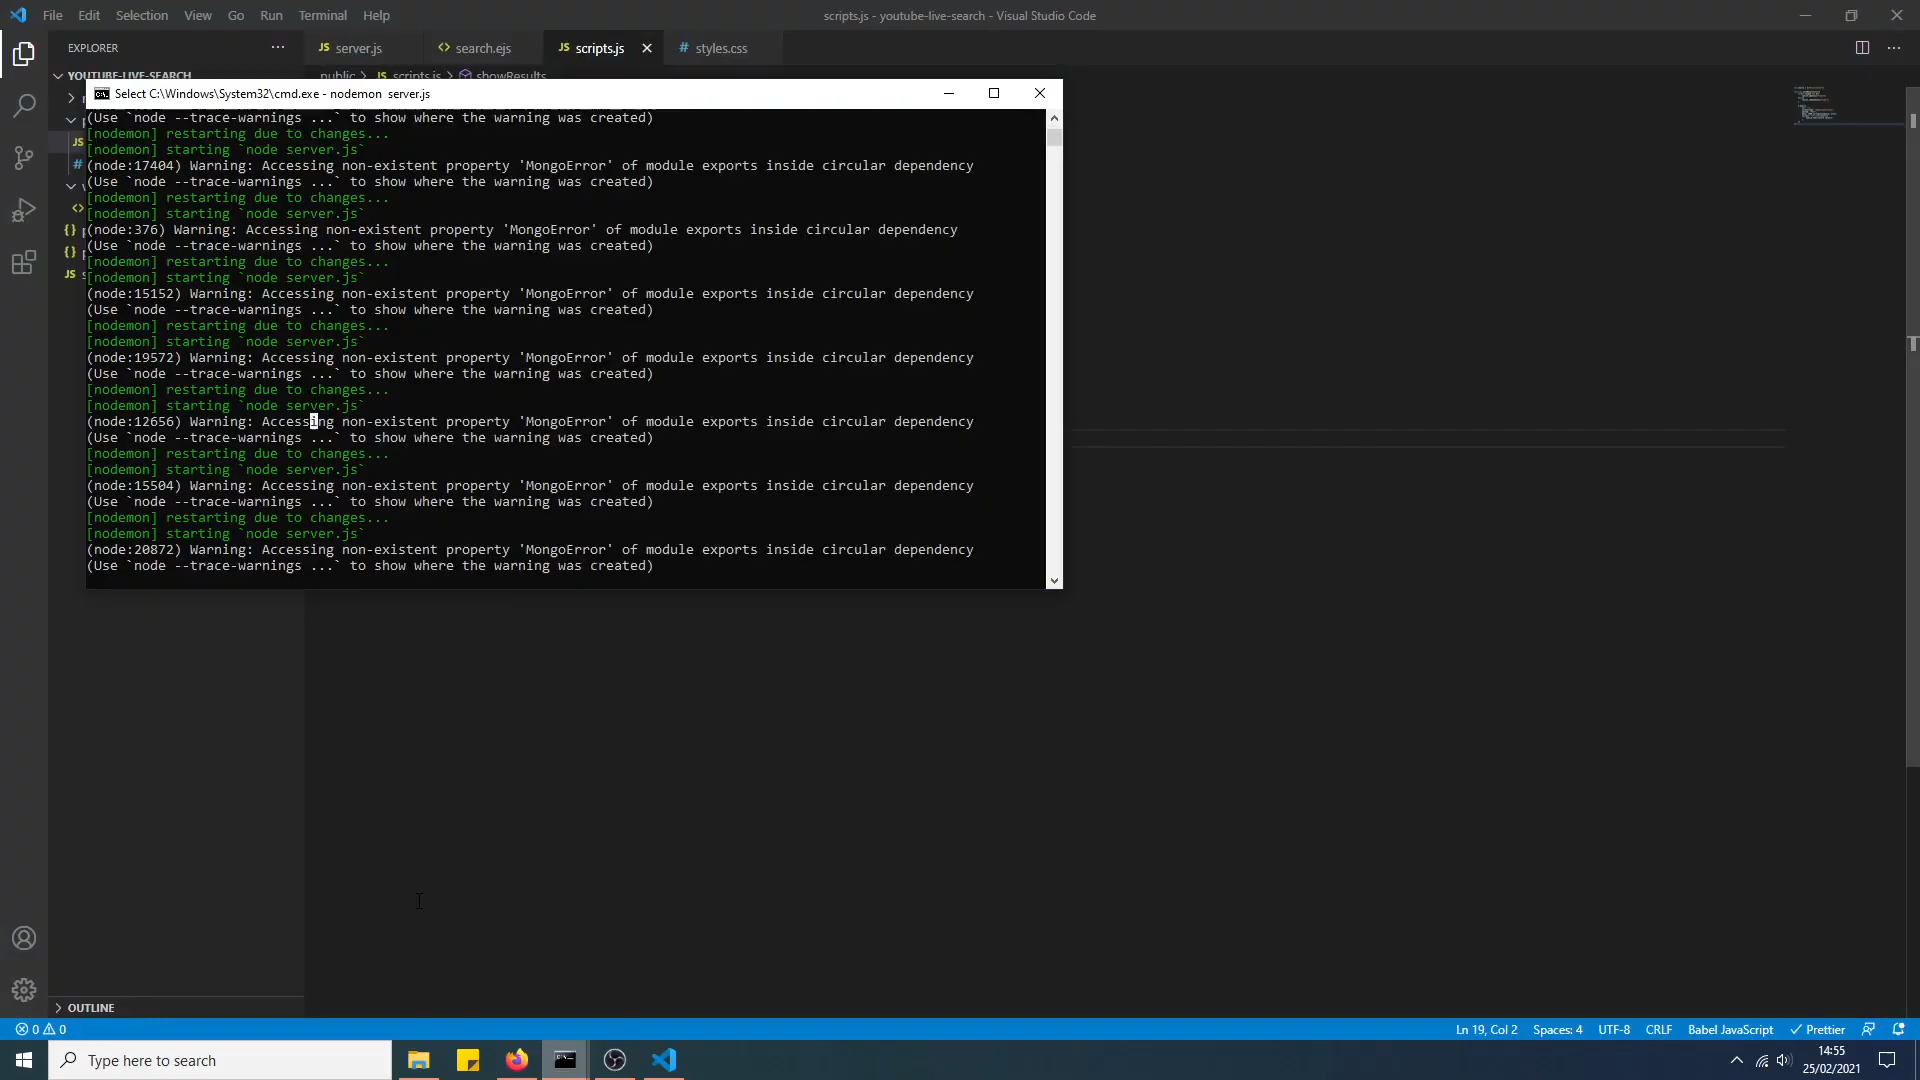 File Edit Selection View Go Run Terminal Help
scripts.js - youtube-live-search - Visual Studio Code
EXPLORER
JS server.js
<> search.ejs
JS scripts.js
# styles.css
YOUTUBE-LIVE-SEARCH
public > JS scripts.js > showResults
Select C:\Windows\System32\cmd.exe - nodemon server.js
(Use `node --trace-warnings ...` to show where the warning was created)
[nodemon] restarting due to changes...
[nodemon] starting `node server.js`
(node:17404) Warning: Accessing non-existent property 'MongoError' of module exports inside circular dependency
(Use `node --trace-warnings ...` to show where the warning was created)
[nodemon] restarting due to changes...
[nodemon] starting `node server.js`
(node:376) Warning: Accessing non-existent property 'MongoError' of module exports inside circular dependency
(Use `node --trace-warnings ...` to show where the warning was created)
[nodemon] restarting due to changes...
[nodemon] starting `node server.js`
(node:15152) Warning: Accessing non-existent property 'MongoError' of module exports inside circular dependency
(Use `node --trace-warnings ...` to show where the warning was created)
[nodemon] restarting due to changes...
[nodemon] starting `node server.js`
(node:19572) Warning: Accessing non-existent property 'MongoError' of module exports inside circular dependency
(Use `node --trace-warnings ...` to show where the warning was created)
[nodemon] restarting due to changes...
[nodemon] starting `node server.js`
(node:12656) Warning: Accessing non-existent property 'MongoError' of module exports inside circular dependency
(Use `node --trace-warnings ...` to show where the warning was created)
[nodemon] restarting due to changes...
[nodemon] starting `node server.js`
(node:15504) Warning: Accessing non-existent property 'MongoError' of module exports inside circular dependency
(Use `node --trace-warnings ...` to show where the warning was created)
[nodemon] restarting due to changes...
[nodemon] starting `node server.js`
(node:20872) Warning: Accessing non-existent property 'MongoError' of module exports inside circular dependency
(Use `node --trace-warnings ...` to show where the warning was created)
JS
#
<>
{}
{}
JS
OUTLINE
0 0
Ln 19, Col 2 Spaces: 4 UTF-8 CRLF Babel JavaScript Prettier
Type here to search
14:55
25/02/2021